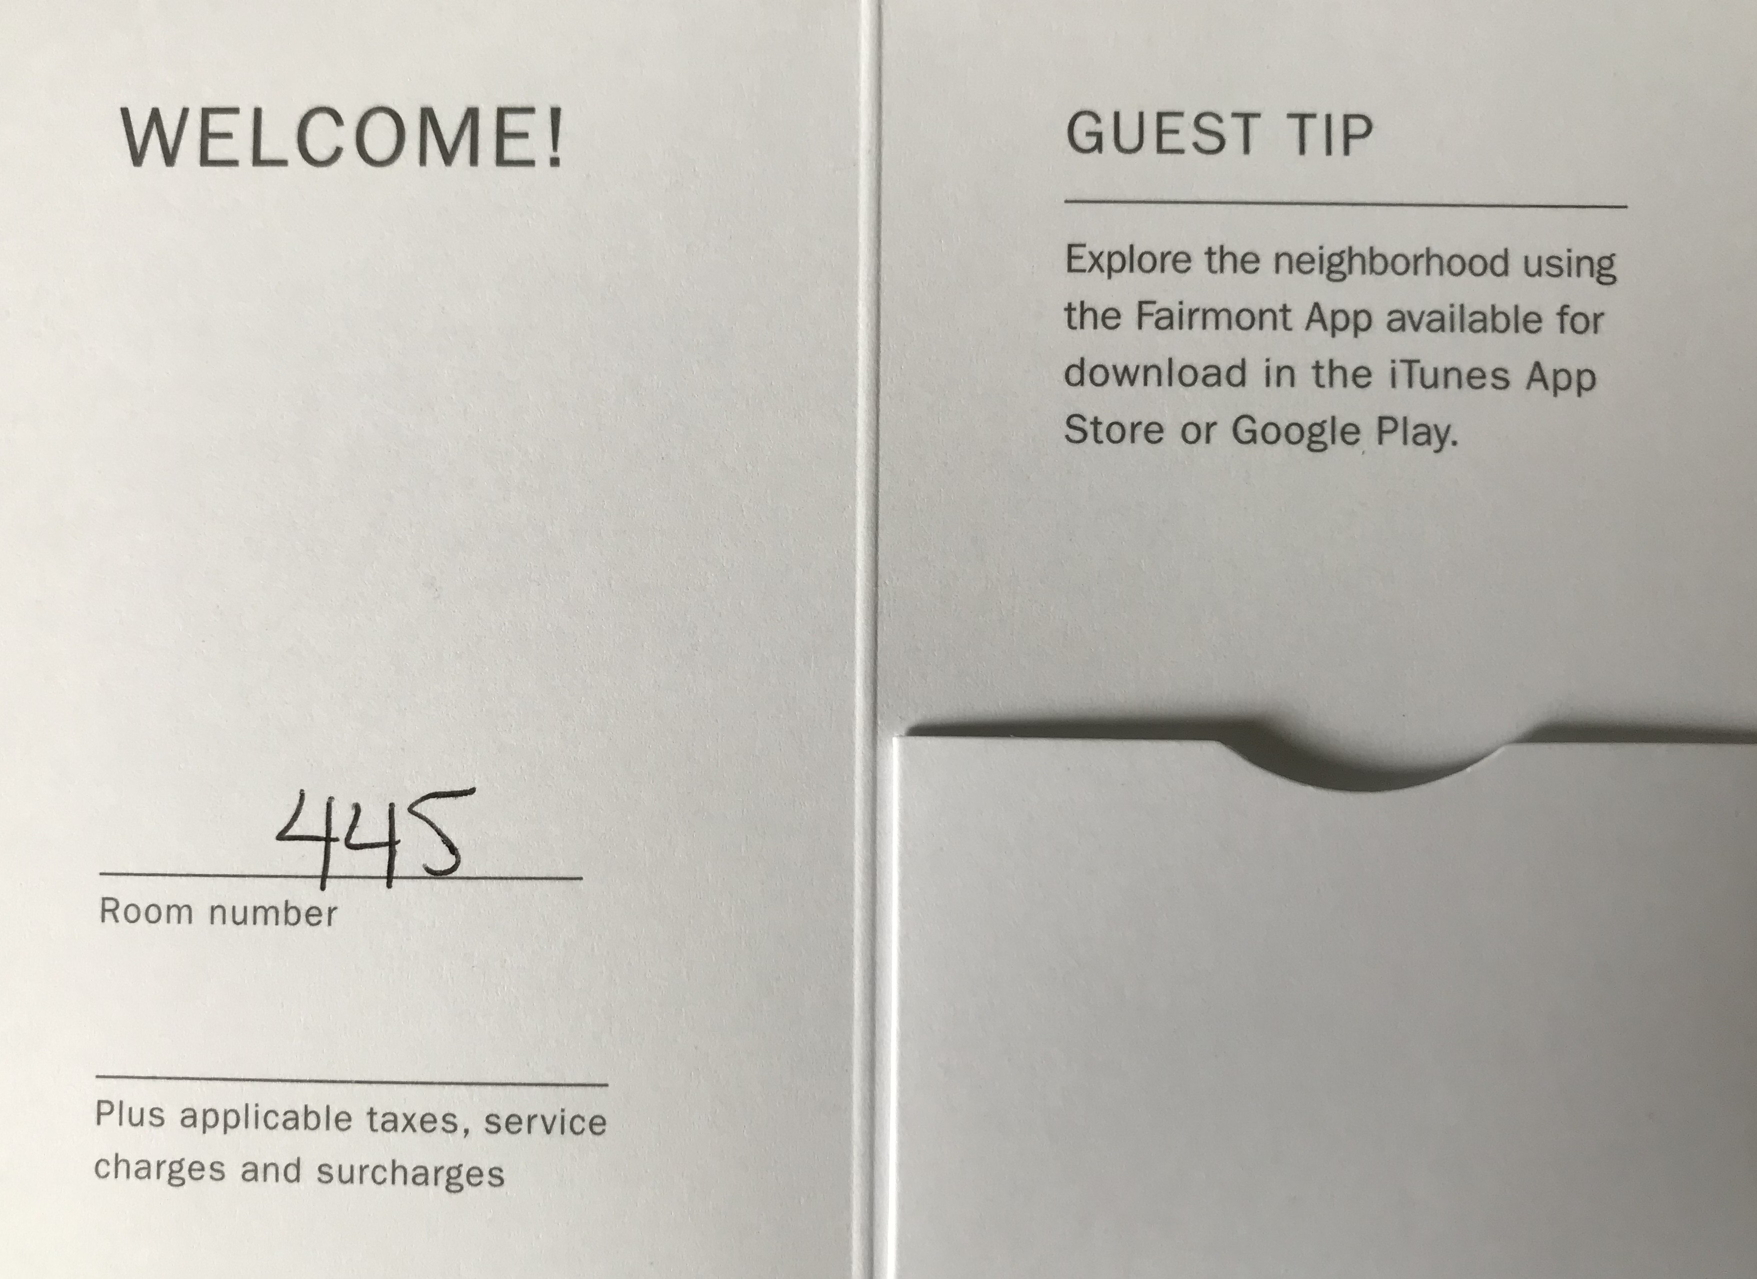 WELCOME!
445
Room number
Plus applicable taxes, service
charges and surcharges
GUEST TIP
Explore the neighborhood using
the Fairmont App available for
download in the iTunes App
Store or Google Play.